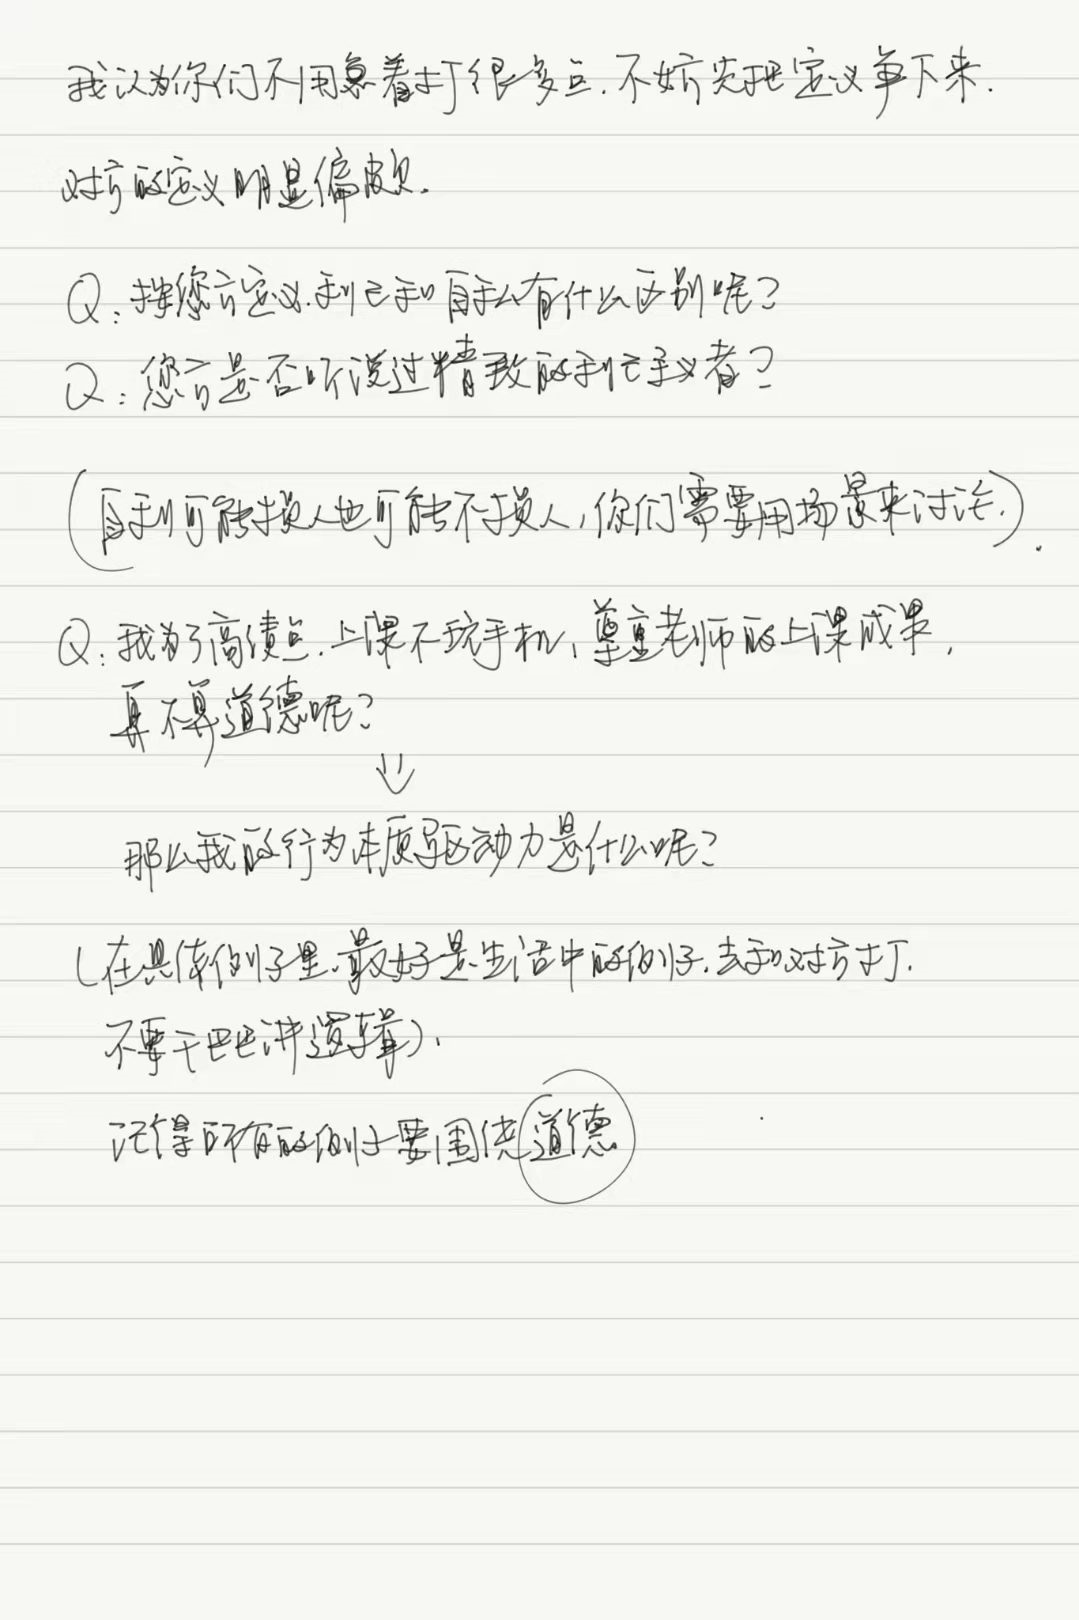 我认为你们不用急着打很多点.不妨先把定义争下来.
对方的定义明显偏颇.
Q:按您方定义.利己和自私有什么区别呢?
Q:您方是否听说过精致的利己主义者?
(自利可能损人也可能不损人,你们需要用场景来讨论.).
Q:我为了高绩点.上课不玩手机,尊重老师的上课成果,
算不算道德呢?
⇓
那么我的行为本质驱动力是什么呢?
(在具体例子里.最好是生活中的例子.去和对方打.
不要干巴巴讲逻辑).
记得所有的例子要围绕道德